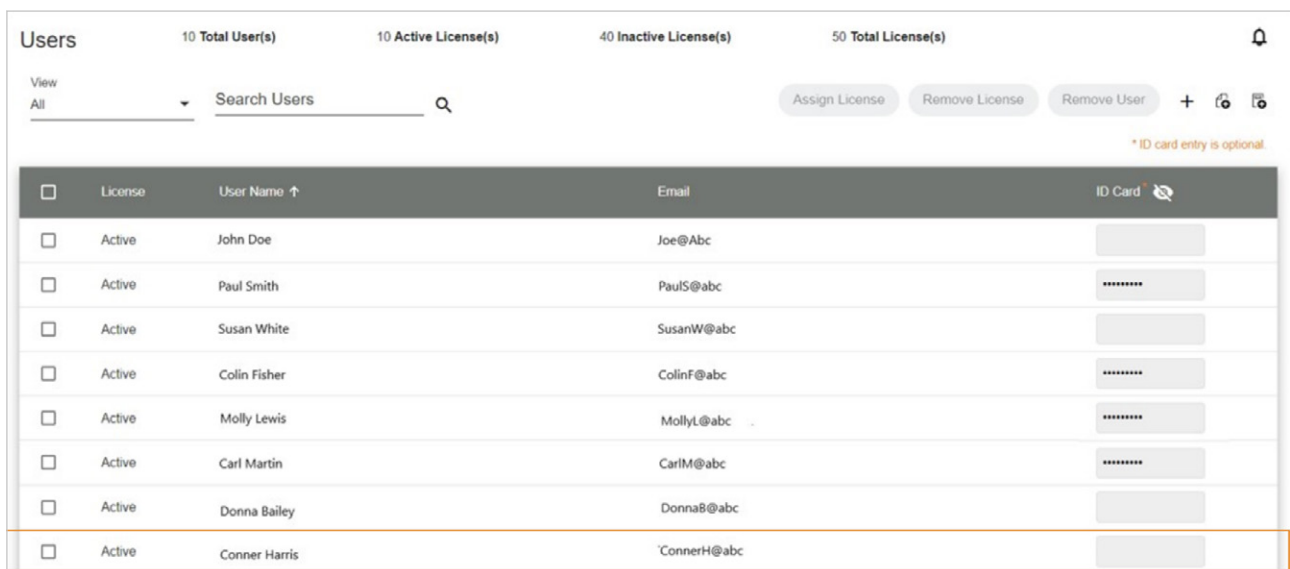 Users 10 Total User(s) 10 Active License(s) 40 Inactive License(s) 50 Total License(s)
View
All Search Users Assign License Remove License Remove User
* ID card entry is optional.
License User Name Email ID Card *
Active John Doe Joe@Abc
Active Paul Smith PaulS@abc •••••••••
Active Susan White SusanW@abc
Active Colin Fisher ColinF@abc •••••••••
Active Molly Lewis MollyL@abc •••••••••
Active Carl Martin CarlM@abc •••••••••
Active Donna Bailey DonnaB@abc
Active Conner Harris ConnerH@abc